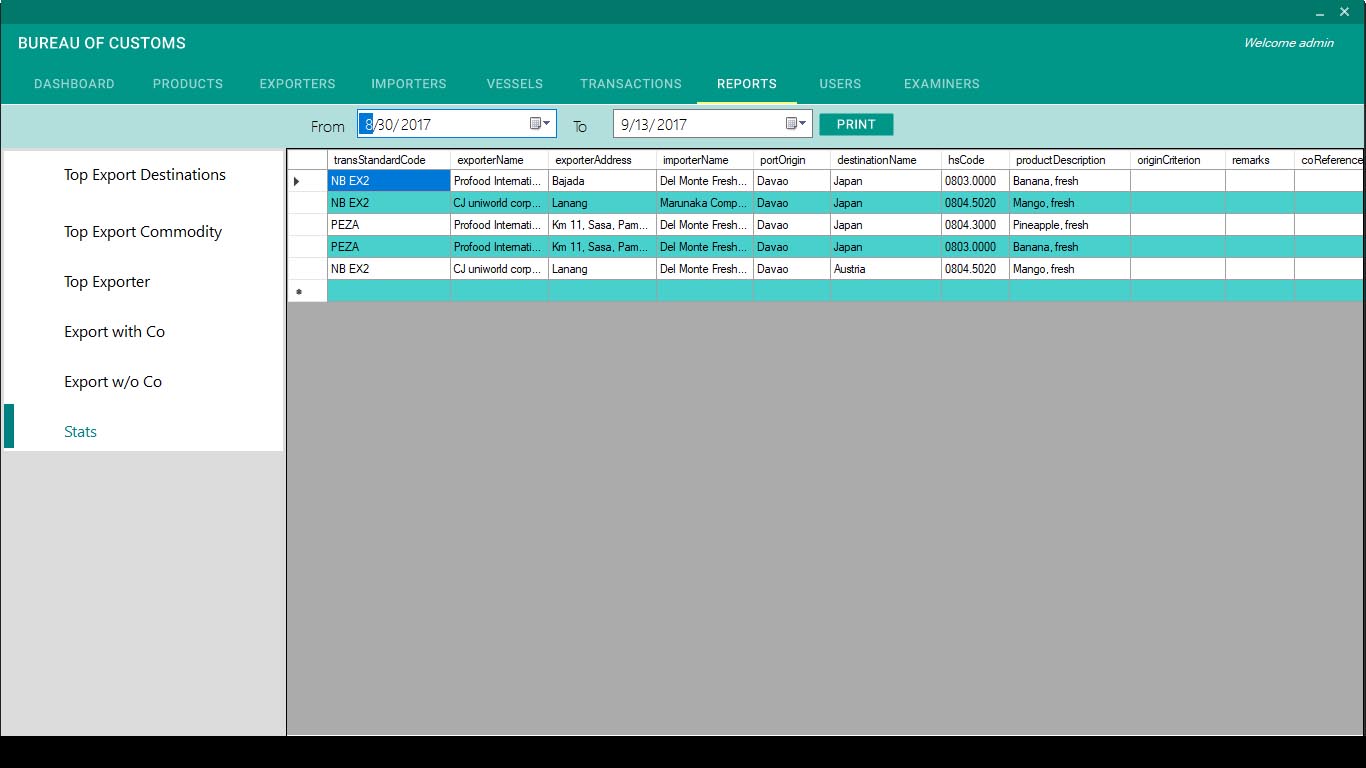 BUREAU OF CUSTOMS
Welcome admin
DASHBOARD PRODUCTS EXPORTERS IMPORTERS VESSELS TRANSACTIONS REPORTS USERS EXAMINERS
From 8/30/2017 To 9/13/2017 PRINT
Top Export Destinations
Top Export Commodity
Top Exporter
Export with Co
Export w/o Co
Stats
transStandardCode exporterName exporterAddress importerName portOrigin destinationName hsCode productDescription originCriterion remarks coReference
NB EX2 Profood Internati... Bajada Del Monte Fresh... Davao Japan 0803.0000 Banana, fresh
NB EX2 CJ uniworld corp... Lanang Marunaka Comp... Davao Japan 0804.5020 Mango, fresh
PEZA Profood Internati... Km 11, Sasa, Pam... Del Monte Fresh... Davao Japan 0804.3000 Pineapple, fresh
PEZA Profood Internati... Km 11, Sasa, Pam... Del Monte Fresh... Davao Japan 0803.0000 Banana, fresh
NB EX2 CJ uniworld corp... Lanang Del Monte Fresh... Davao Austria 0804.5020 Mango, fresh